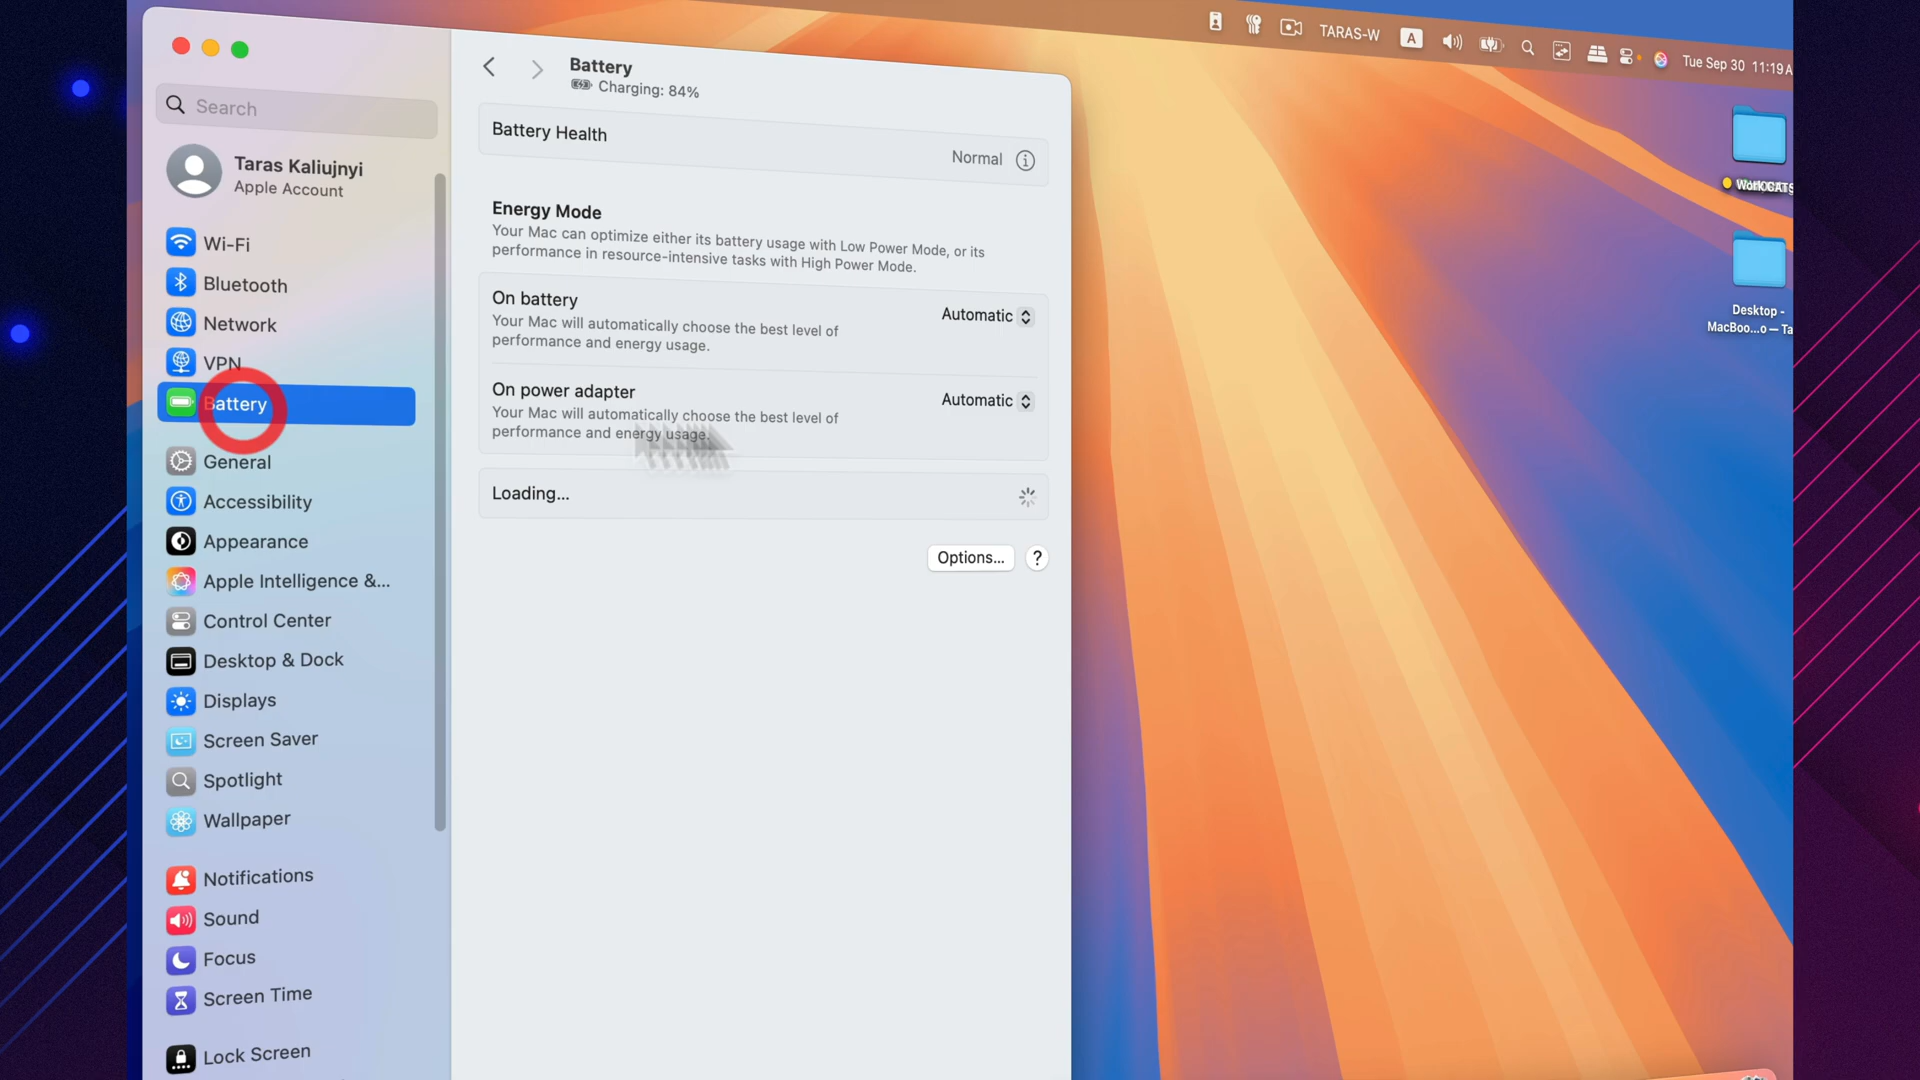 TARAS-W
A
Tue Sep 30 11:19 A
Search
Taras Kaliujnyi
Apple Account
Wi-Fi
Bluetooth
Network
VPN
Battery
General
Accessibility
Appearance
Apple Intelligence &...
Control Center
Desktop & Dock
Displays
Screen Saver
Spotlight
Wallpaper
Notifications
Sound
Focus
Screen Time
Lock Screen
Battery
Charging: 84%
Battery Health
Normal
Energy Mode
Your Mac can optimize either its battery usage with Low Power Mode, or its
performance in resource-intensive tasks with High Power Mode.
On battery
Automatic
Your Mac will automatically choose the best level of
performance and energy usage.
On power adapter
Automatic
Your Mac will automatically choose the best level of
performance and energy usage.
Loading...
Options...
?
Desktop -
MacBoo...o — Ta